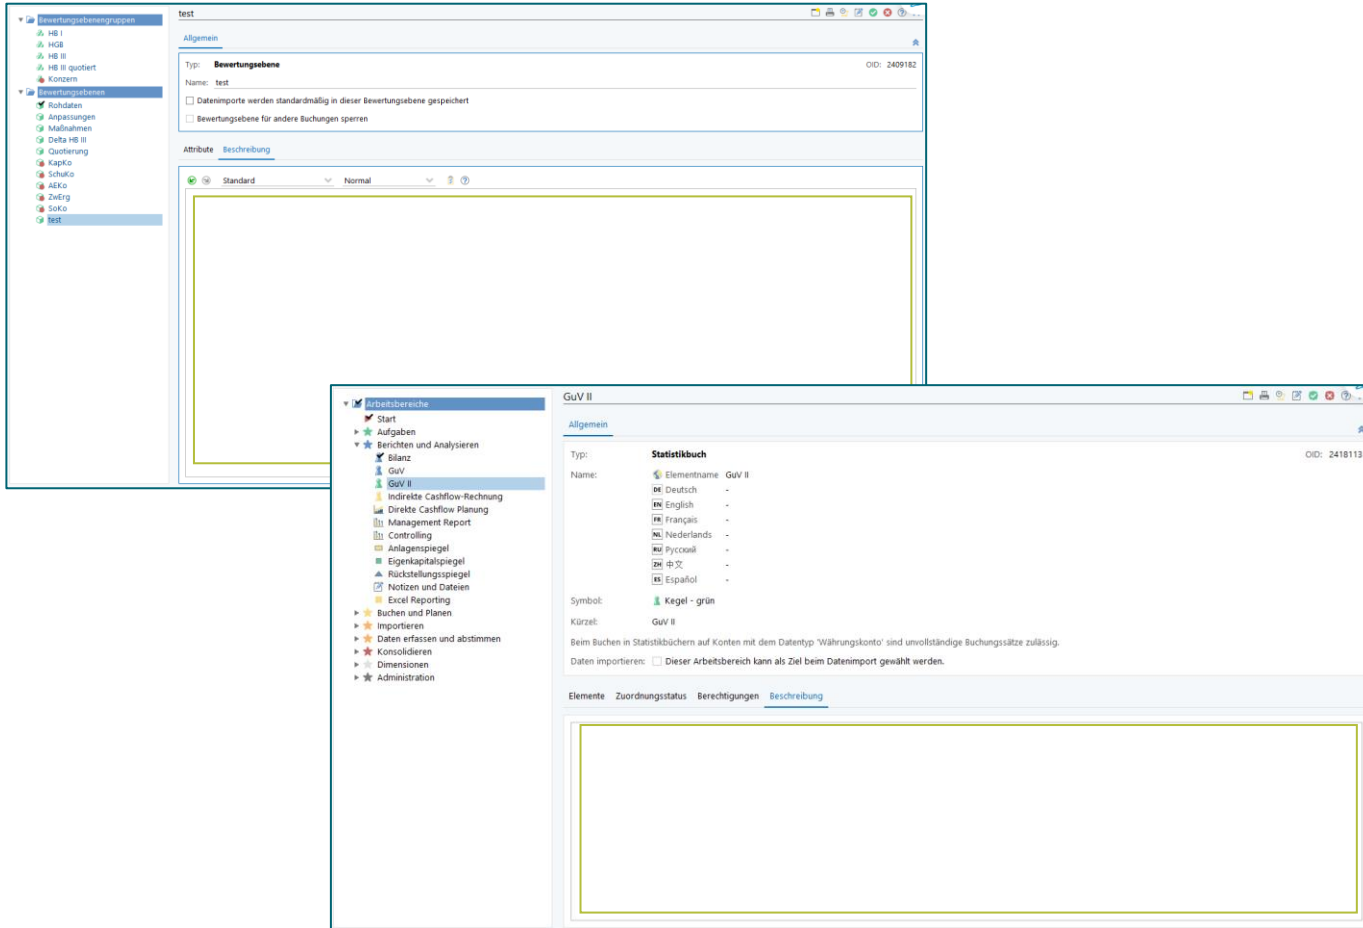 Bewertungsebenengruppen
HB I
HGB
HB III
HB III quotiert
Konzern
Bewertungsebenen
Rohdaten
Anpassungen
Maßnahmen
Delta HB III
Quotierung
KapKo
SchuKo
AEKo
ZwErg
SoKo
test
test
Allgemein
Typ: Bewertungsebene OID: 2409182
Name: test
Datenimporte werden standardmäßig in dieser Bewertungsebene gespeichert
Bewertungsebene für andere Buchungen sperren
Attribute Beschreibung
Standard Normal
Arbeitsbereiche
Start
Aufgaben
Berichten und Analysieren
Bilanz
GuV
GuV II
Indirekte Cashflow-Rechnung
Direkte Cashflow Planung
Management Report
Controlling
Anlagenspiegel
Eigenkapitalspiegel
Rückstellungsspiegel
Notizen und Dateien
Excel Reporting
Buchen und Planen
Importieren
Daten erfassen und abstimmen
Konsolidieren
Dimensionen
Administration
GuV II
Allgemein
Typ: Statistikbuch OID: 2418113
Name: Elementname GuV II
DE Deutsch -
EN English -
FR Français -
NL Nederlands -
RU Русский -
ZH 中文 -
ES Español -
Symbol: Kegel - grün
Kürzel: GuV II
Beim Buchen in Statistikbüchern auf Konten mit dem Datentyp 'Währungskonto' sind unvollständige Buchungssätze zulässig.
Daten importieren: Dieser Arbeitsbereich kann als Ziel beim Datenimport gewählt werden.
Elemente Zuordnungsstatus Berechtigungen Beschreibung